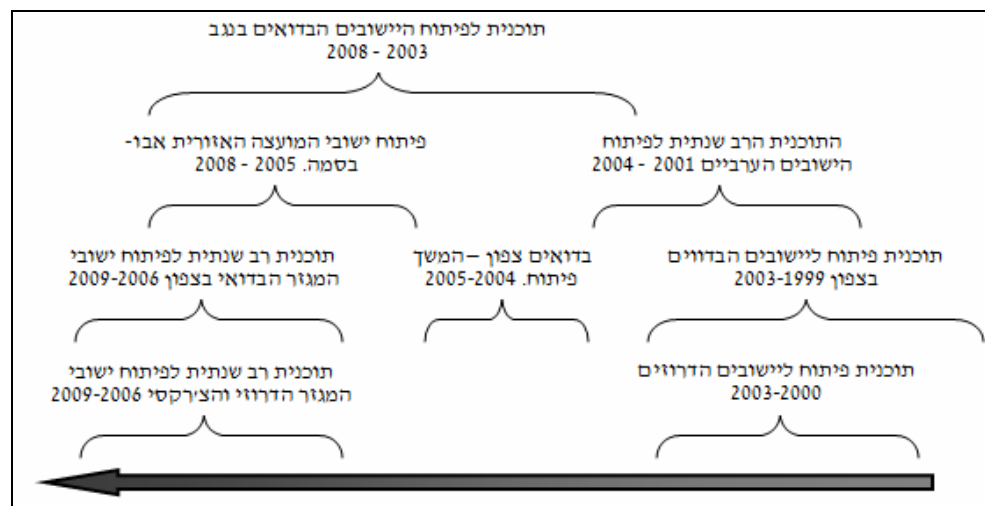 תוכנית לפיתוח היישובים הבדואים בנגב
2008 - 2003
התוכנית הרב שנתית לפיתוח
הישובים הערביים 2001 - 2004
פיתוח ישובי המועצה האזורית אבו-
בסמה. 2005 - 2008
תוכנית פיתוח ליישובים הבדווים
בצפון 2003-1999
בדואים צפון – המשך
פיתוח. 2005-2004
תוכנית רב שנתית לפיתוח ישובי
המגזר הבדואי בצפון 2009-2006
תוכנית פיתוח ליישובים הדרוזים
2003-2000
תוכנית רב שנתית לפיתוח ישובי
המגזר הדרוזי והצ'רקסי 2009-2006